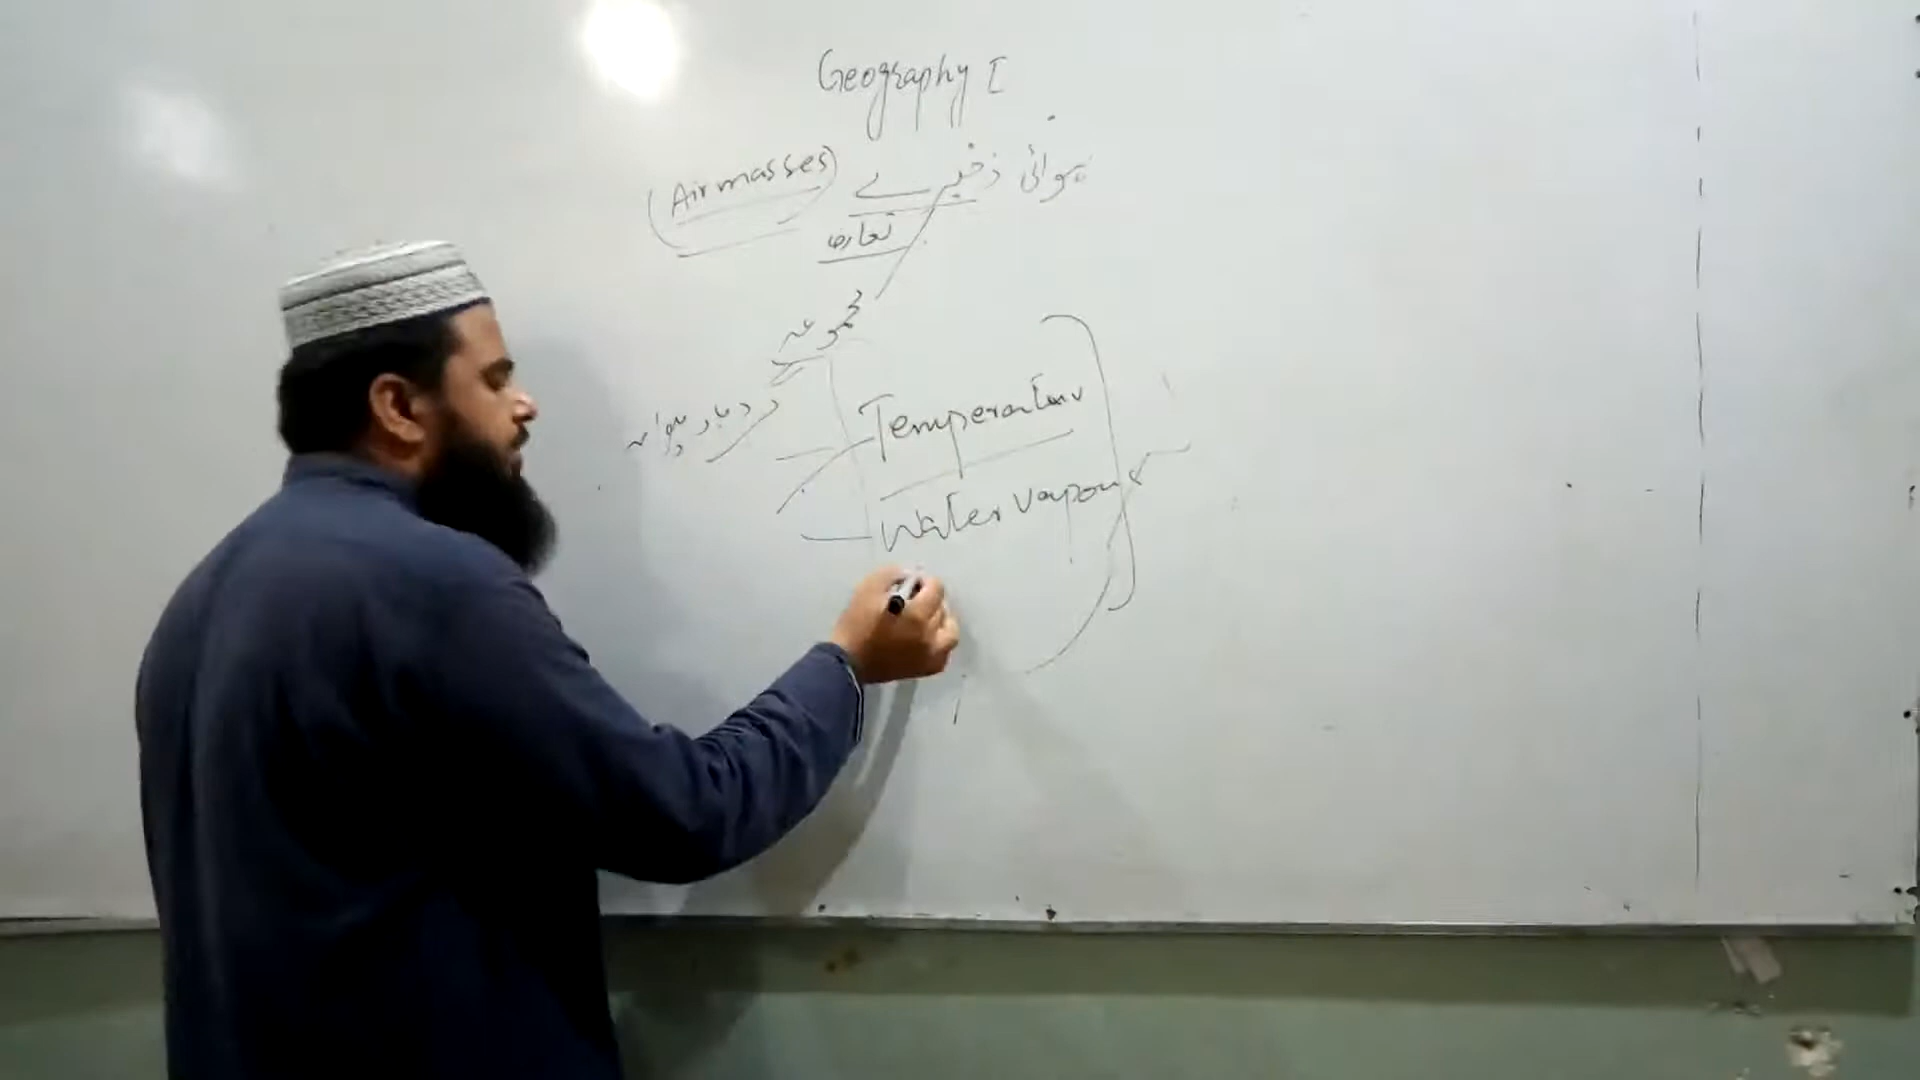 Geography I
ہوائی ذخیرے (Airmasses)
تعارف
مجموعہ
Temperature
Water vapour